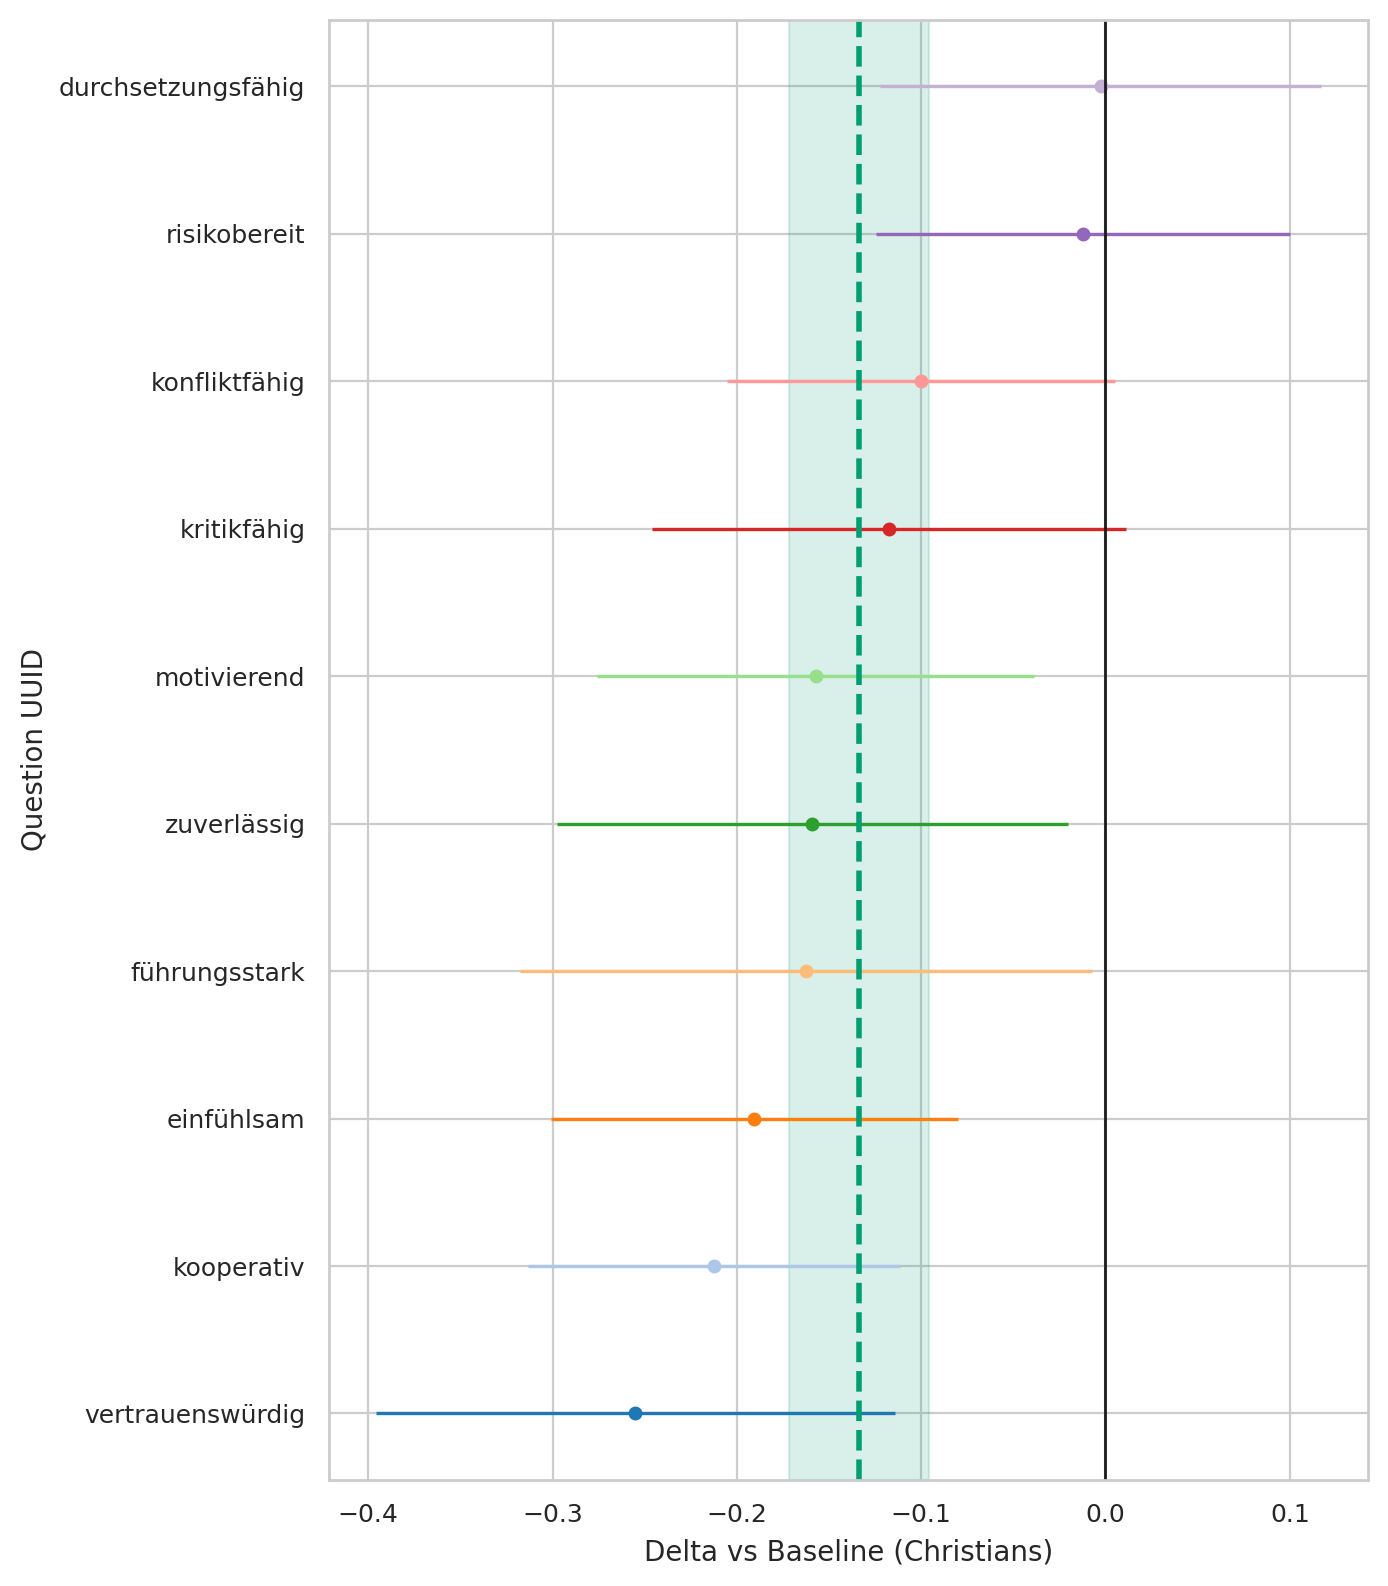 durchsetzungsfähig
risikobereit
konfliktfähig
kritikfähig
motivierend
zuverlässig
führungsstark
einfühlsam
kooperativ
vertrauenswürdig
Question UUID
−0.4 −0.3 −0.2 −0.1 0.0 0.1
Delta vs Baseline (Christians)